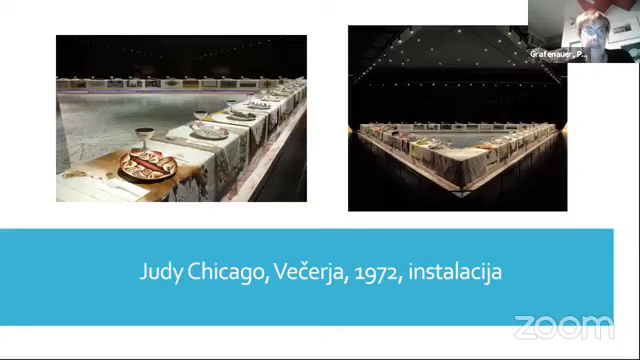 Grafenauer, P...
Judy Chicago, Večerja, 1972, instalacija
zoom